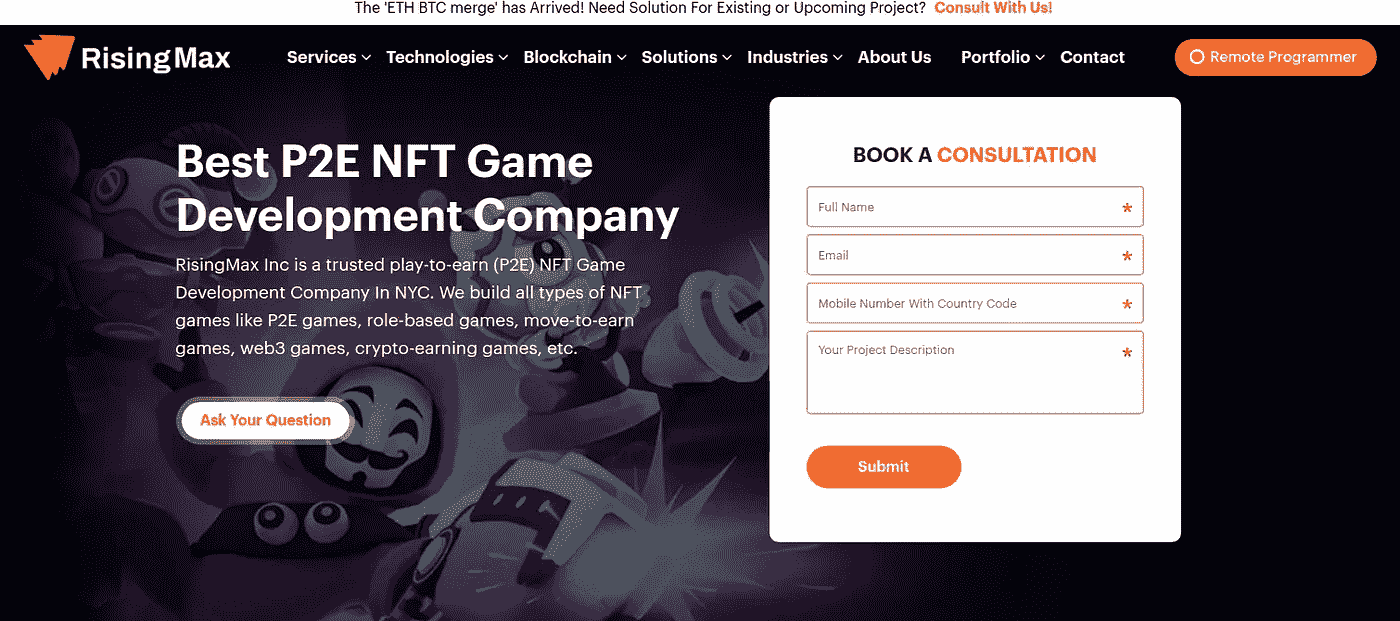 The 'ETH BTC merge' has Arrived! Need Solution For Existing or Upcoming Project? Consult With Us!
RisingMax Services Technologies Blockchain Solutions Industries About Us Portfolio Contact Remote Programmer
Best P2E NFT Game
Development Company
RisingMax Inc is a trusted play-to-earn (P2E) NFT Game
Development Company In NYC. We build all types of NFT
games like P2E games, role-based games, move-to-earn
games, web3 games, crypto-earning games, etc.
Ask Your Question
BOOK A CONSULTATION
Full Name *
Email *
Mobile Number With Country Code *
Your Project Description *
Submit